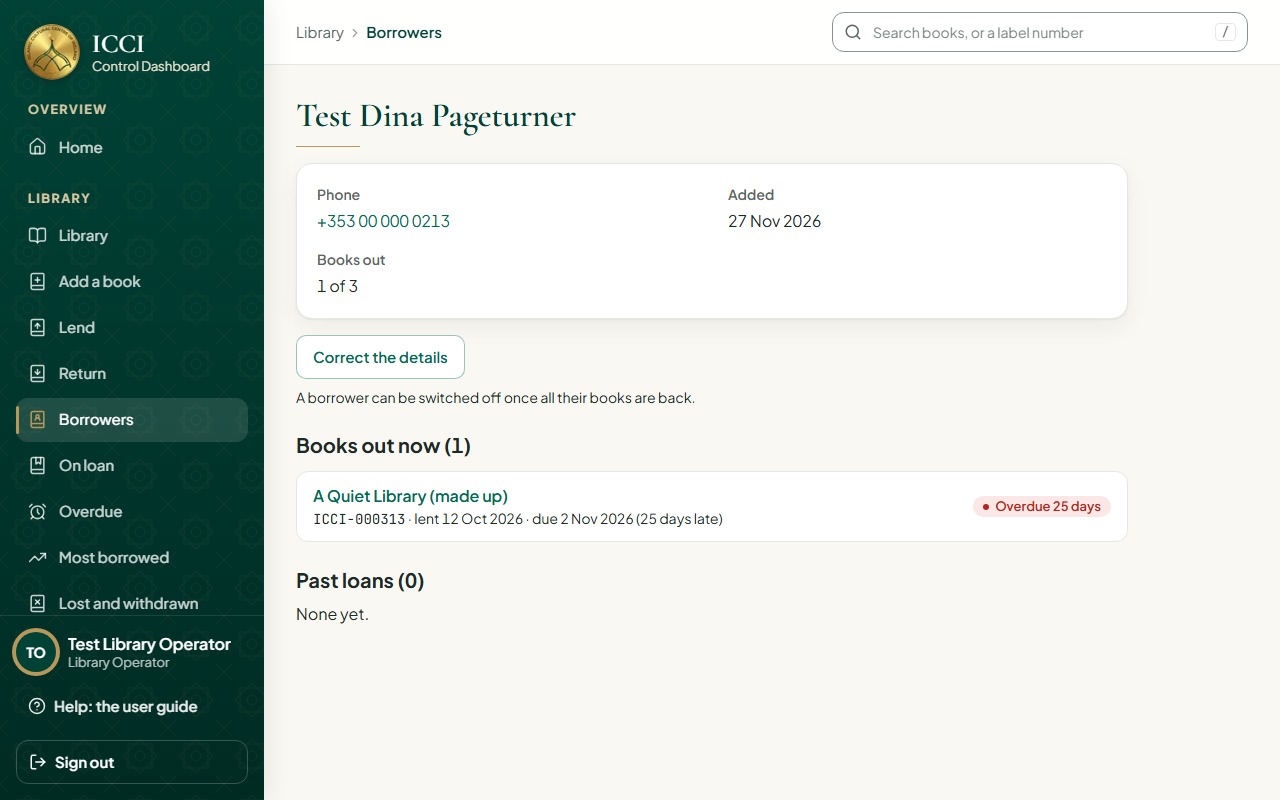 ICCI
Control Dashboard
OVERVIEW
Home
LIBRARY
Library
Add a book
Lend
Return
Borrowers
On loan
Overdue
Most borrowed
Lost and withdrawn
TO
Test Library Operator
Library Operator
Help: the user guide
Sign out
Library > Borrowers
Search books, or a label number
/
Test Dina Pageturner
Phone
+353 00 000 0213
Added
27 Nov 2026
Books out
1 of 3
Correct the details
A borrower can be switched off once all their books are back.
Books out now (1)
A Quiet Library (made up)
ICCI-000313 · lent 12 Oct 2026 · due 2 Nov 2026 (25 days late)
Overdue 25 days
Past loans (0)
None yet.